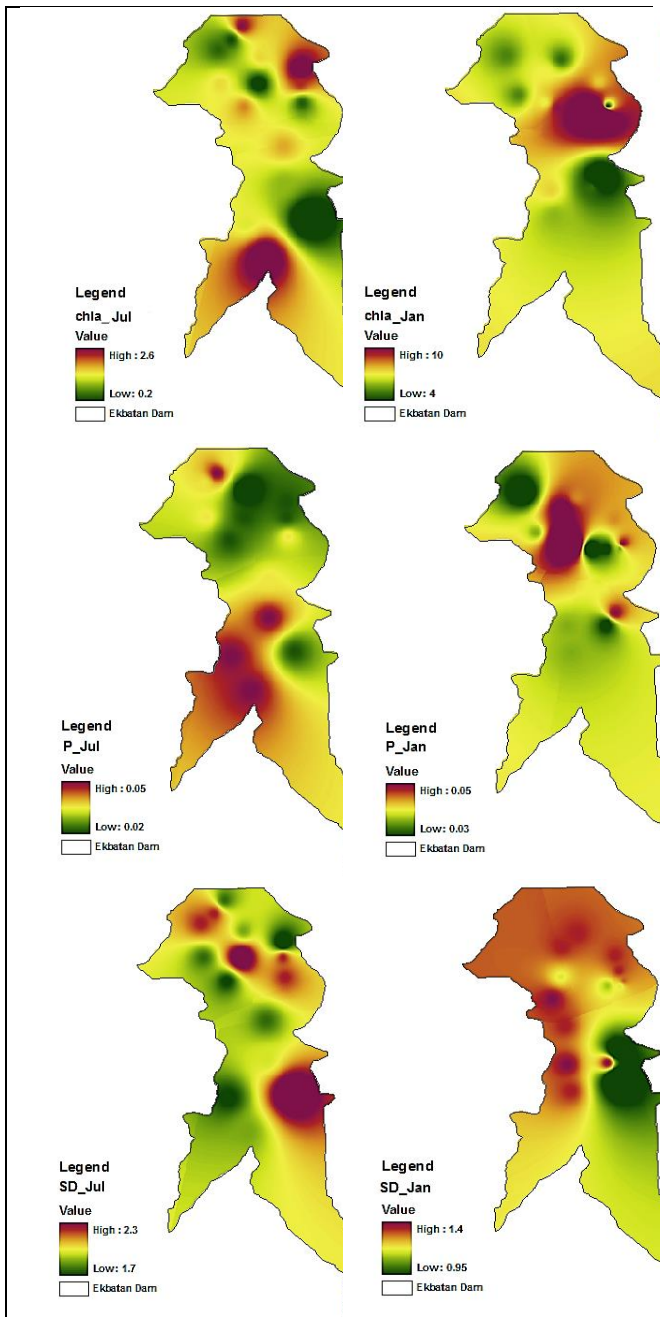 Legend
chla_Jul
Value
High : 2.6
Low: 0.2
Ekbatan Dam
Legend
chla_Jan
Value
High : 10
Low: 4
Ekbatan Dam
Legend
P_Jul
Value
High : 0.05
Low: 0.02
Ekbatan Dam
Legend
P_Jan
Value
High : 0.05
Low: 0.03
Ekbatan Dam
Legend
SD_Jul
Value
High : 2.3
Low: 1.7
Ekbatan Dam
Legend
SD_Jan
Value
High : 1.4
Low: 0.95
Ekbatan Dam